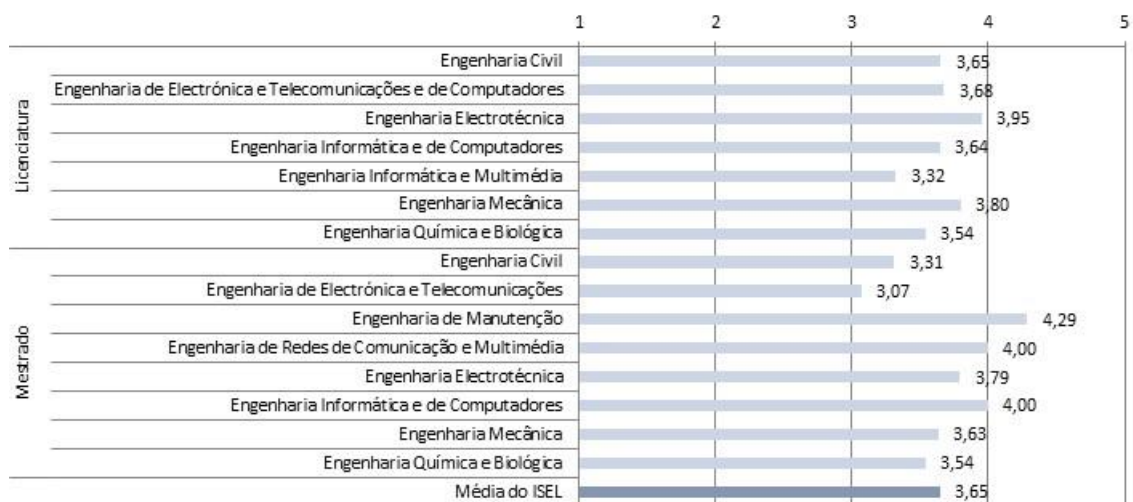 1 2 3 4 5
Licenciatura
Engenharia Civil 3,65
Engenharia de Electrónica e Telecomunicações e de Computadores 3,68
Engenharia Electrotécnica 3,95
Engenharia Informática e de Computadores 3,64
Engenharia Informática e Multimédia 3,32
Engenharia Mecânica 3,80
Engenharia Química e Biológica 3,54
Mestrado
Engenharia Civil 3,31
Engenharia de Electrónica e Telecomunicações 3,07
Engenharia de Manutenção 4,29
Engenharia de Redes de Comunicação e Multimédia 4,00
Engenharia Electrotécnica 3,79
Engenharia Informática e de Computadores 4,00
Engenharia Mecânica 3,63
Engenharia Química e Biológica 3,54
Média do ISEL 3,65